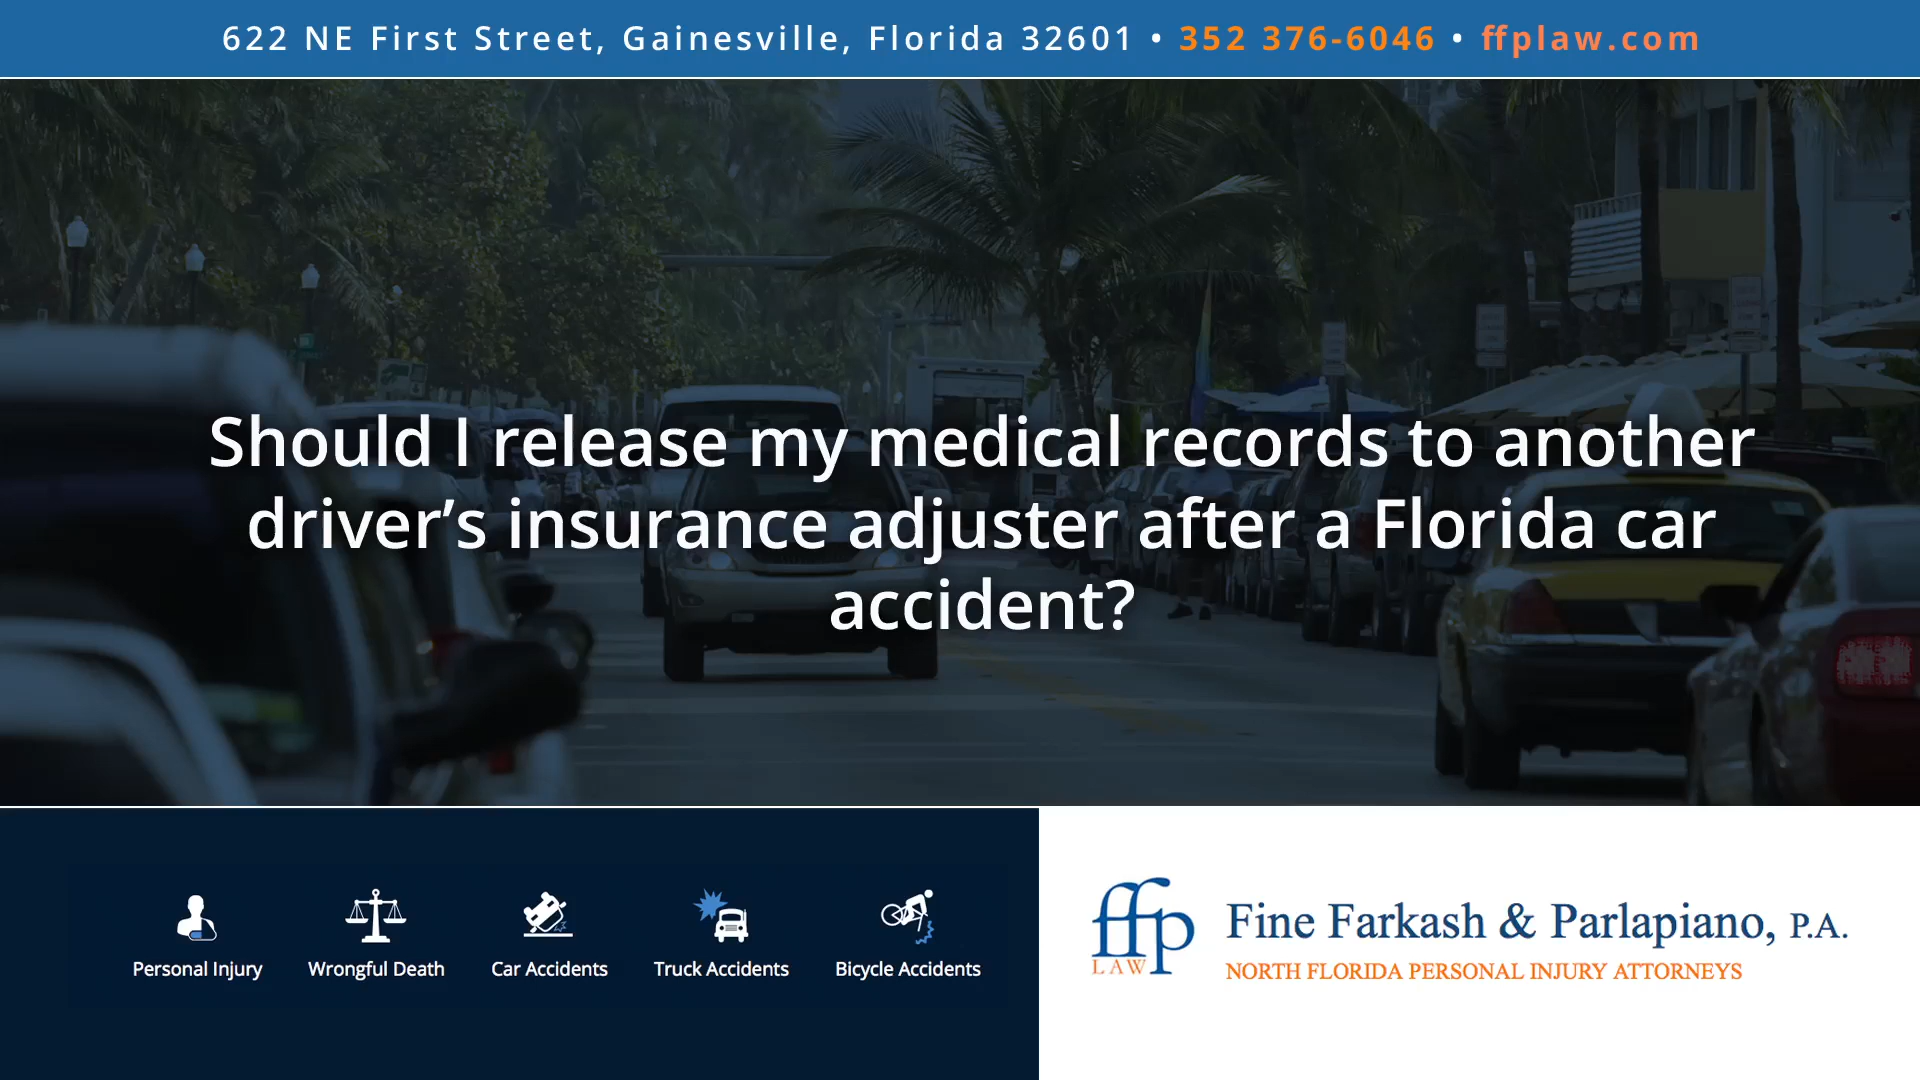 622 NE First Street, Gainesville, Florida 32601 • 352 376-6046 • ffplaw.com
Should I release my medical records to another
driver’s insurance adjuster after a Florida car
accident?
Personal Injury
Wrongful Death
Car Accidents
Truck Accidents
Bicycle Accidents
ffp
LAW
Fine Farkash & Parlapiano, P.A.
NORTH FLORIDA PERSONAL INJURY ATTORNEYS